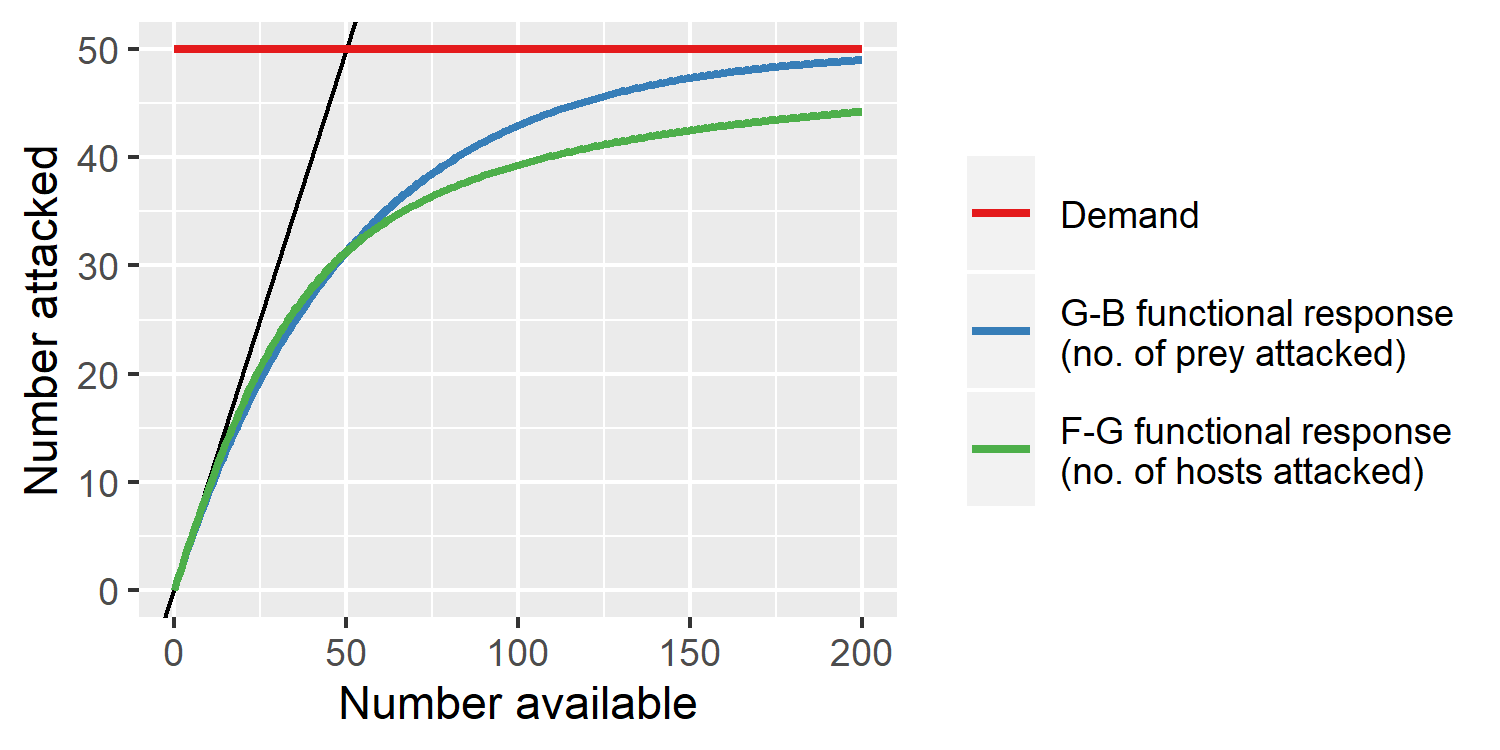 Number attacked
50
40
30
20
10
0
0
50
100
150
200
Number available
Demand
G-B functional response
(no. of prey attacked)
F-G functional response
(no. of hosts attacked)